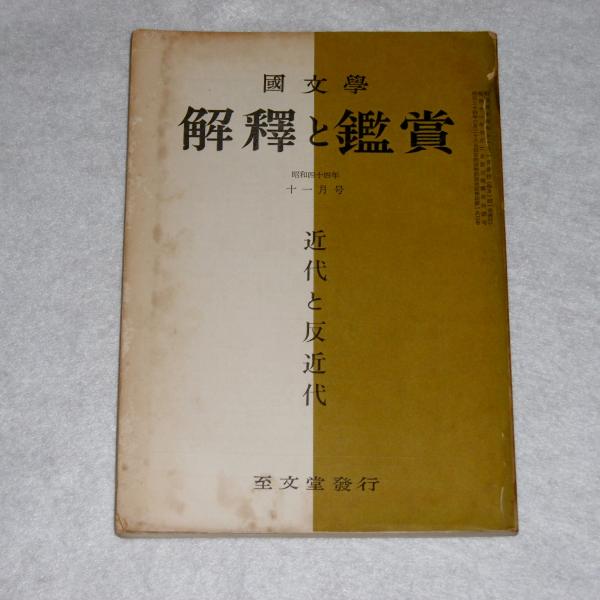 國文學
解釋と鑑賞
昭和四十四年
十一月号
近代と反近代
至文堂發行